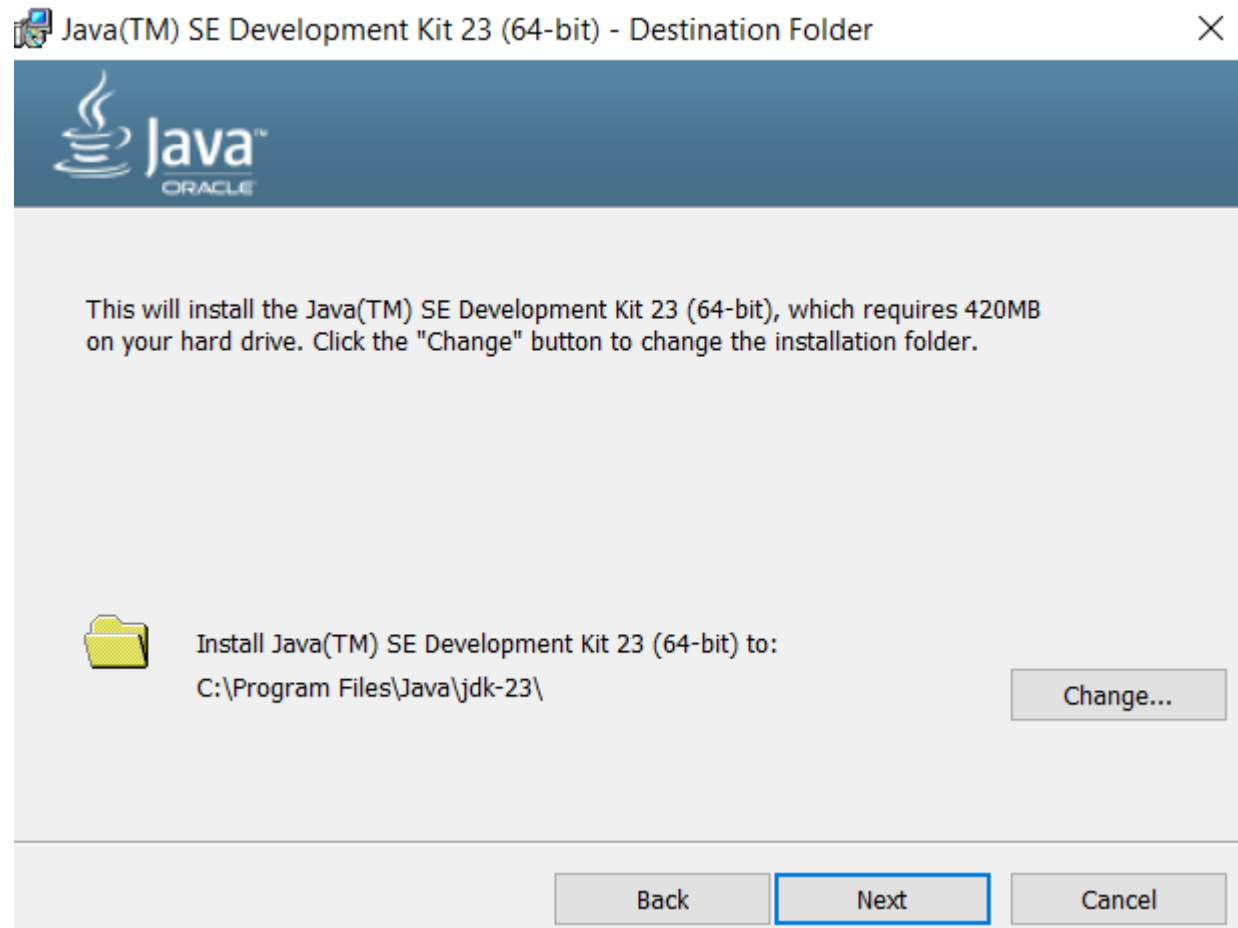 Java(TM) SE Development Kit 23 (64-bit) - Destination Folder
Java™
ORACLE
This will install the Java(TM) SE Development Kit 23 (64-bit), which requires 420MB
on your hard drive. Click the "Change" button to change the installation folder.
Install Java(TM) SE Development Kit 23 (64-bit) to:
C:\Program Files\Java\jdk-23\
Change...
Back Next Cancel